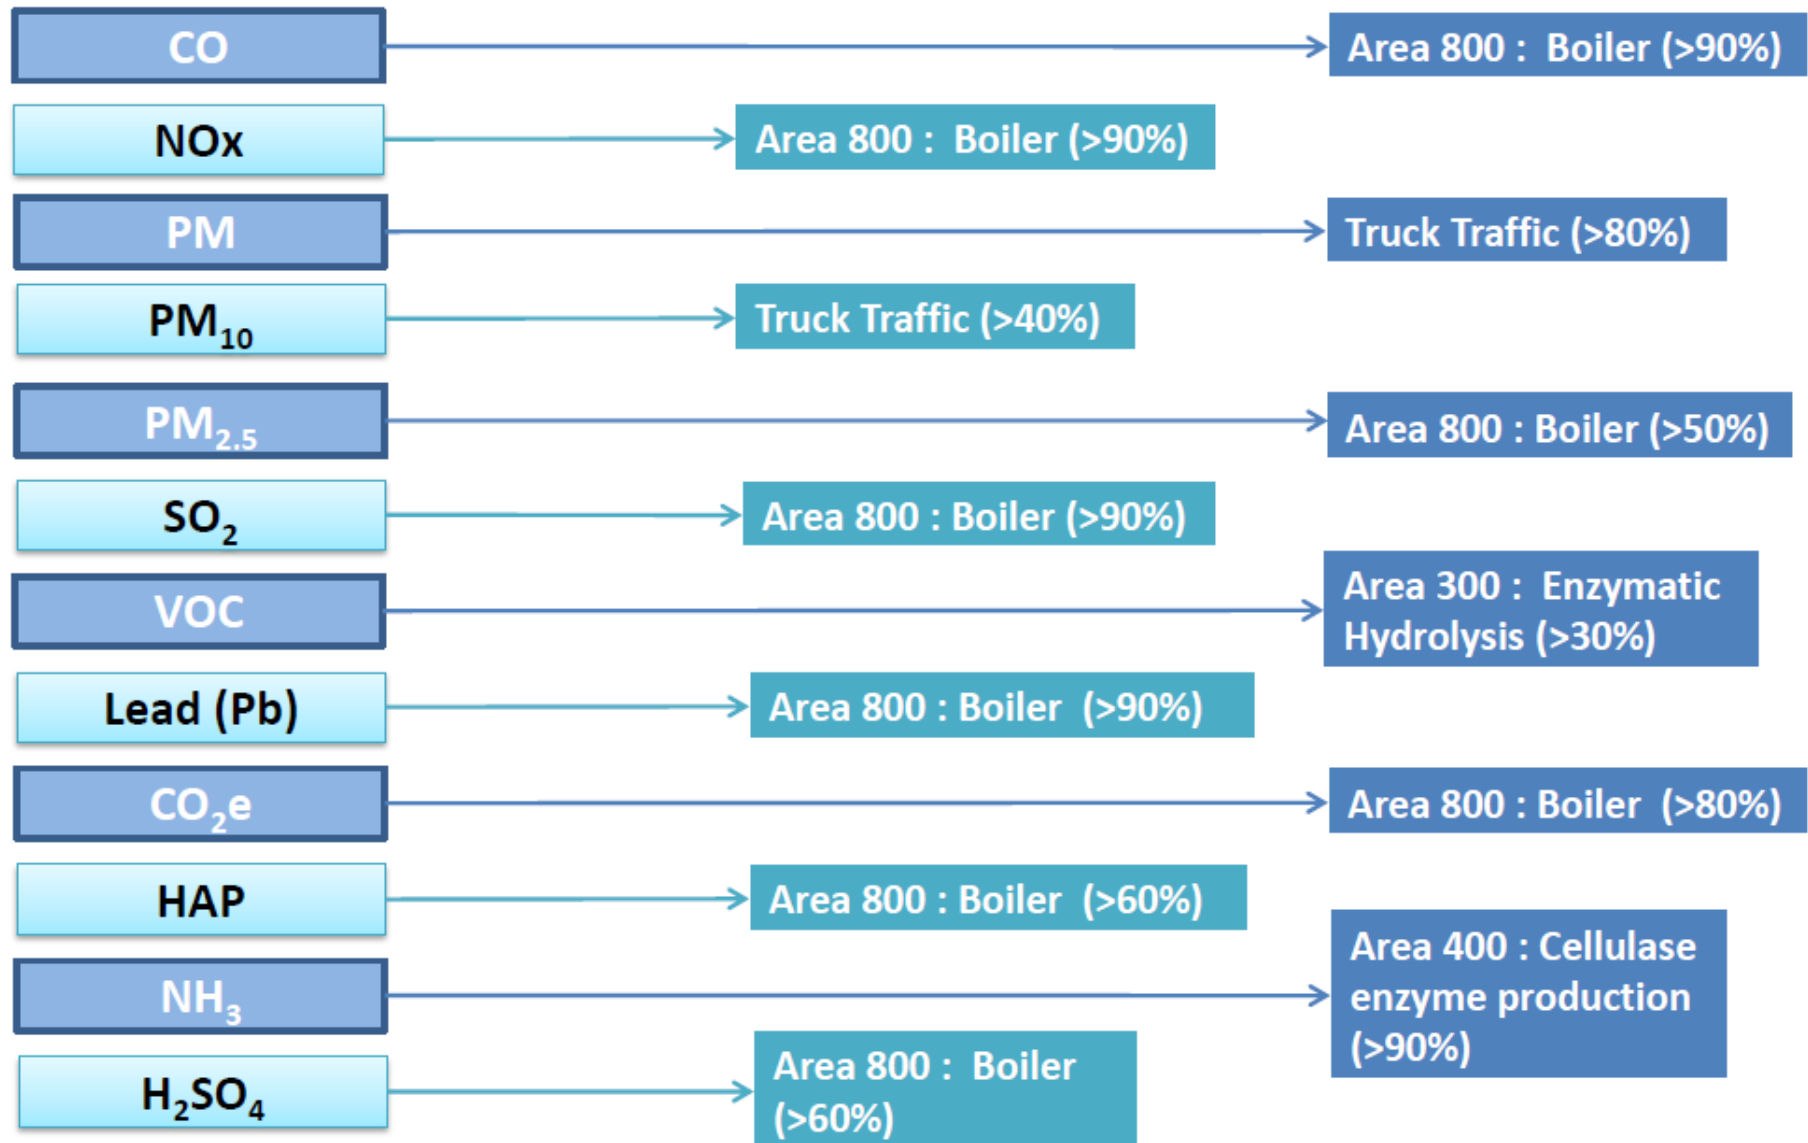 CO
Area 800 :  Boiler (>90%)
NOx
Area 800 :  Boiler (>90%)
PM
Truck Traffic (>80%)
PM₁₀
Truck Traffic (>40%)
PM₂.₅
Area 800 : Boiler (>50%)
SO₂
Area 800 : Boiler (>90%)
VOC
Area 300 :  Enzymatic
Hydrolysis (>30%)
Lead (Pb)
Area 800 : Boiler  (>90%)
CO₂e
Area 800 : Boiler  (>80%)
HAP
Area 800 : Boiler  (>60%)
NH₃
Area 400 : Cellulase
enzyme production
(>90%)
H₂SO₄
Area 800 :  Boiler
(>60%)